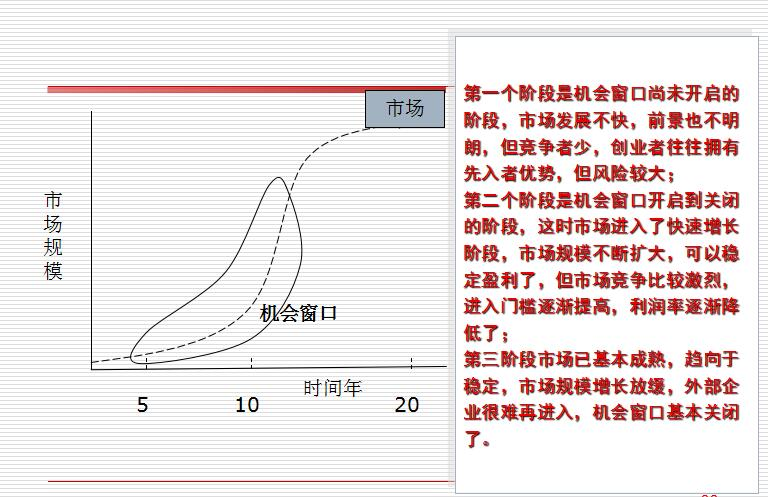 市场
市
场
规
模
机会窗口
时间年
5 10 20
第一个阶段是机会窗口尚未开启的
阶段，市场发展不快，前景也不明
朗，但竞争者少，创业者往往拥有
先入者优势，但风险较大；
第二个阶段是机会窗口开启到关闭
的阶段，这时市场进入了快速增长
阶段，市场规模不断扩大，可以稳
定盈利了，但市场竞争比较激烈，
进入门槛逐渐提高，利润率逐渐降
低了；
第三阶段市场已基本成熟，趋向于
稳定，市场规模增长放缓，外部企
业很难再进入，机会窗口基本关闭
了。